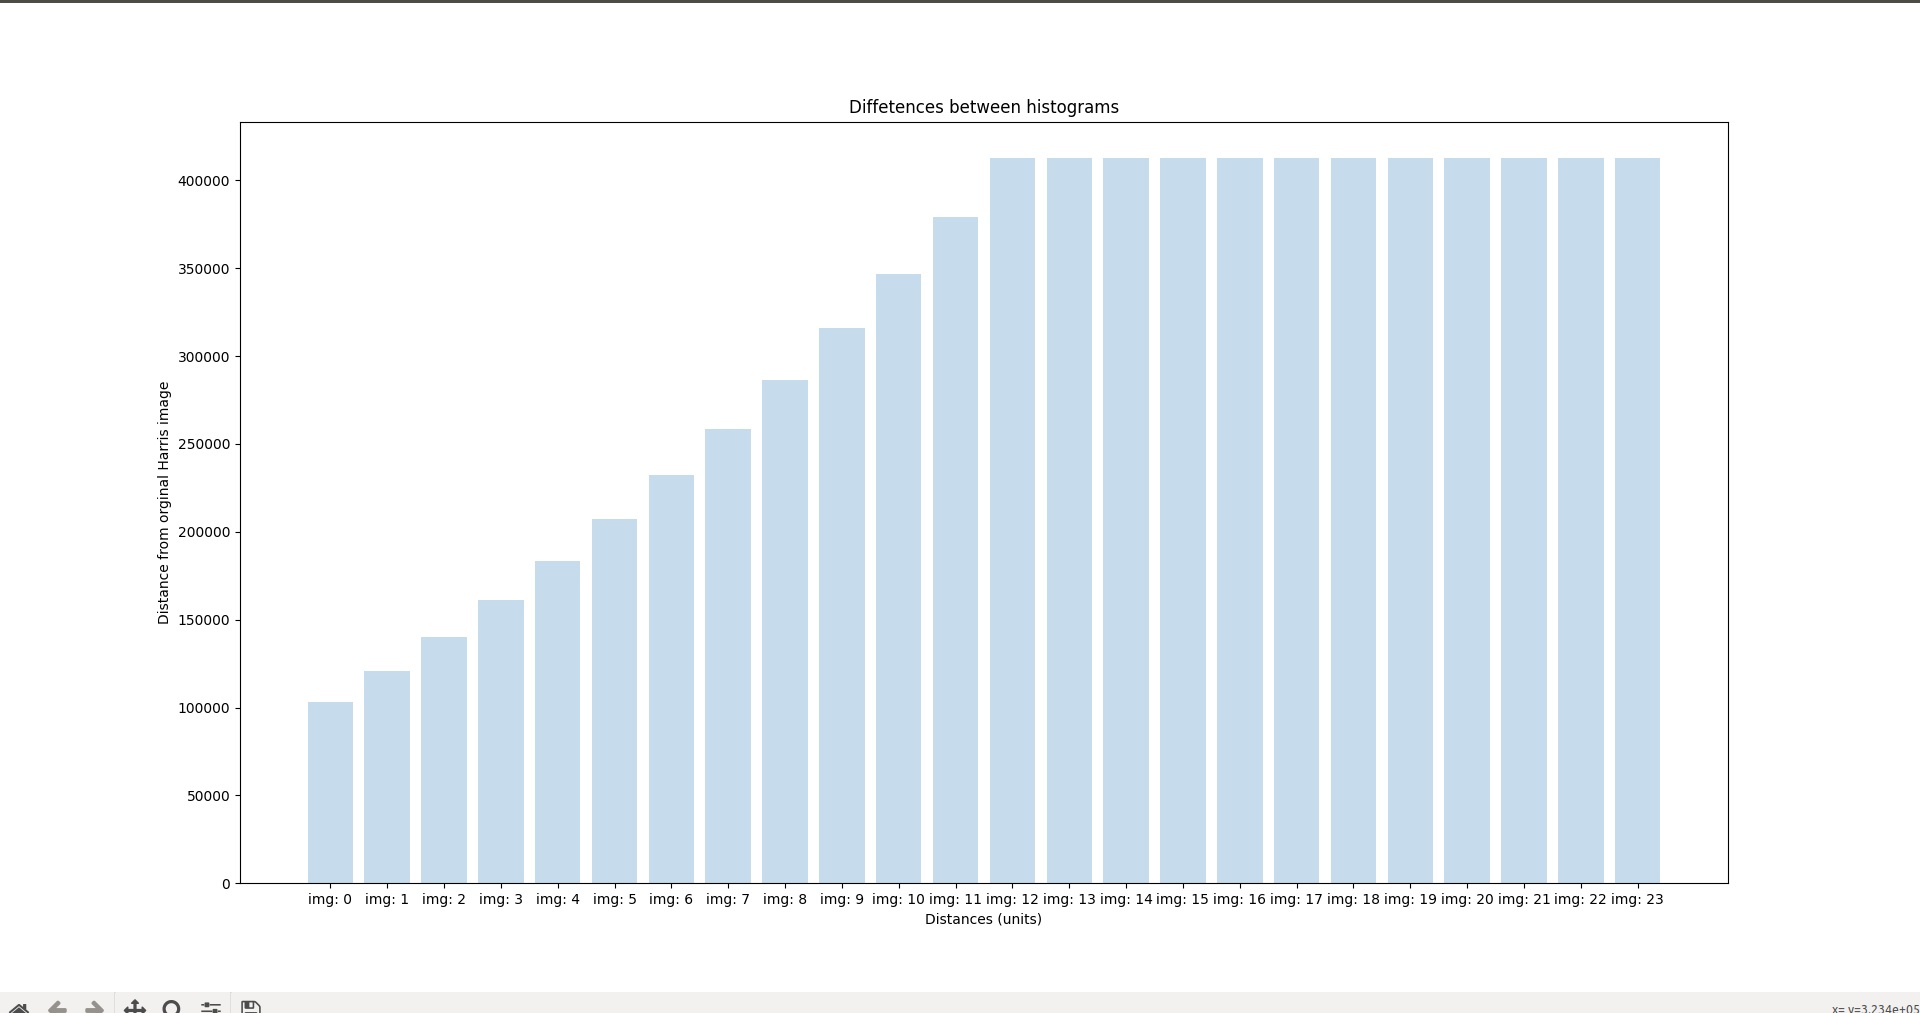 Diffetences between histograms
Distance from orginal Harris image
400000
350000
300000
250000
200000
150000
100000
50000
0
img: 0 img: 1 img: 2 img: 3 img: 4 img: 5 img: 6 img: 7 img: 8 img: 9 img: 10 img: 11 img: 12 img: 13 img: 14 img: 15 img: 16 img: 17 img: 18 img: 19 img: 20 img: 21 img: 22 img: 23
Distances (units)
x= y=3.234e+05